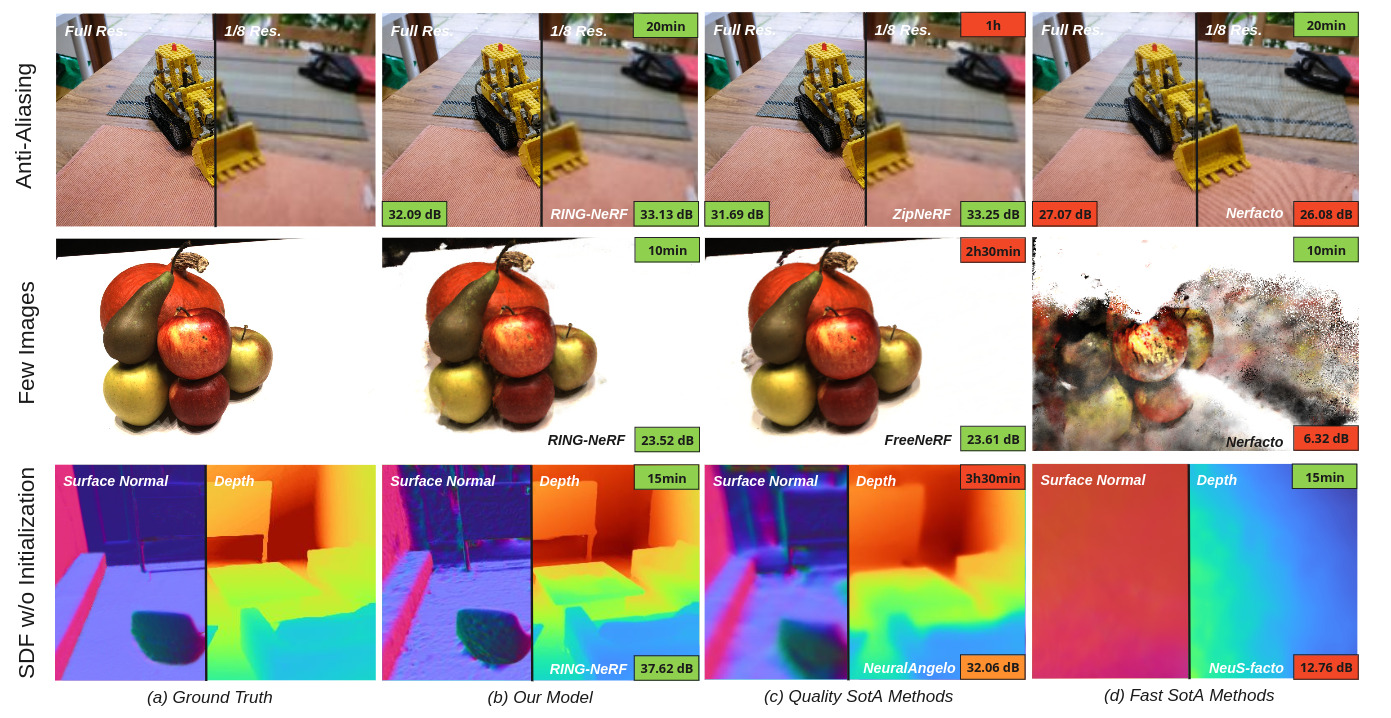 Anti-Aliasing
Full Res.
1/8 Res.
Full Res.
1/8 Res.
20min
32.09 dB
RING-NeRF
33.13 dB
Full Res.
1/8 Res.
1h
31.69 dB
ZipNeRF
33.25 dB
Full Res.
1/8 Res.
20min
27.07 dB
Nerfacto
26.08 dB
Few Images
10min
RING-NeRF
23.52 dB
2h30min
FreeNeRF
23.61 dB
10min
Nerfacto
6.32 dB
SDF w/o Initialization
Surface Normal
Depth
Surface Normal
Depth
15min
RING-NeRF
37.62 dB
Surface Normal
Depth
3h30min
NeuralAngelo
32.06 dB
Surface Normal
Depth
15min
NeuS-facto
12.76 dB
(a) Ground Truth
(b) Our Model
(c) Quality SotA Methods
(d) Fast SotA Methods